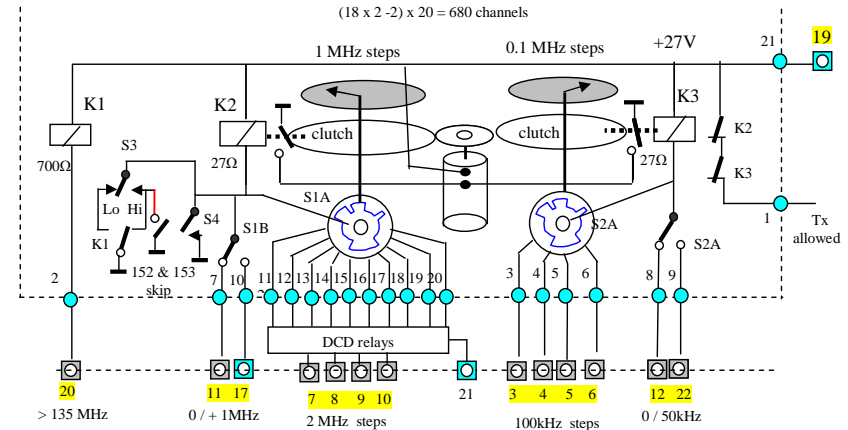 (18 x 2 -2) x 20 = 680 channels
19
1 MHz steps
0.1 MHz steps
+27V
21
K1
K2
K3
clutch
clutch
K2
700Ω
27Ω
27Ω
S3
K3
S1A
Lo Hi
S4
S1B
S2A
1
Tx
allowed
K1
S2A
152 & 153
skip
2
7 10
11 12 13 14 15 16 17 18 19 20
3 4 5 6
8 9
DCD relays
20
11 17
7 8 9 10
21
3 4 5 6
12 22
> 135 MHz
0 / + 1MHz
2 MHz steps
100kHz steps
0 / 50kHz